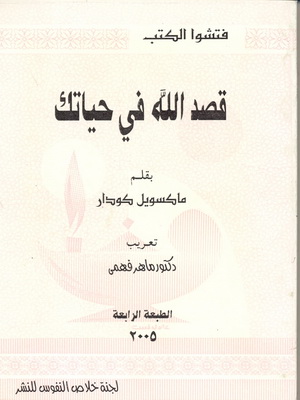 فتشوا الكتب
قصد الله في حياتك
بقلم
ماكسويل كودار
تعريب
دكتور ماهر فهمى
الطبعة الرابعة
٢٠٠٥
لجنة خلاص النفوس للنشر